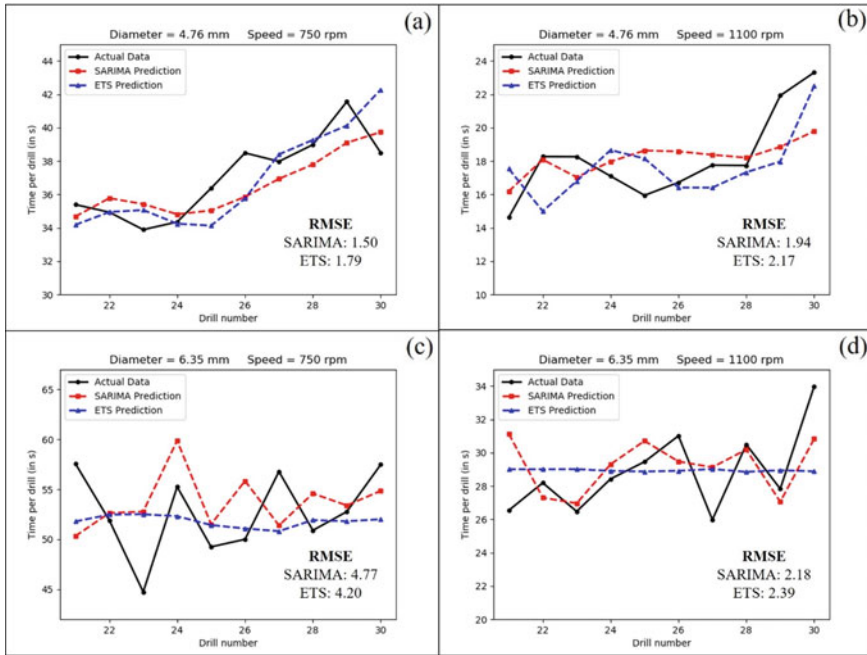 (a)
Diameter = 4.76 mm Speed = 750 rpm
Actual Data
SARIMA Prediction
ETS Prediction
Time per drill (in s)
44
42
40
38
36
34
32
30
RMSE
SARIMA: 1.50
ETS: 1.79
22 24 26 28 30
Drill number
(b)
Diameter = 4.76 mm Speed = 1100 rpm
Actual Data
SARIMA Prediction
ETS Prediction
Time per drill (in s)
24
22
20
18
16
14
12
10
RMSE
SARIMA: 1.94
ETS: 2.17
22 24 26 28 30
Drill number
(c)
Diameter = 6.35 mm Speed = 750 rpm
Actual Data
SARIMA Prediction
ETS Prediction
Time per drill (in s)
65
60
55
50
45
RMSE
SARIMA: 4.77
ETS: 4.20
22 24 26 28 30
Drill number
(d)
Diameter = 6.35 mm Speed = 1100 rpm
Actual Data
SARIMA Prediction
ETS Prediction
Time per drill (in s)
34
32
30
28
26
24
22
20
RMSE
SARIMA: 2.18
ETS: 2.39
22 24 26 28 30
Drill number